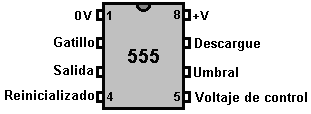 0V 1 8 +V
Gatillo Descargue
555
Salida Umbral
Reinicializado 4 5 Voltaje de control